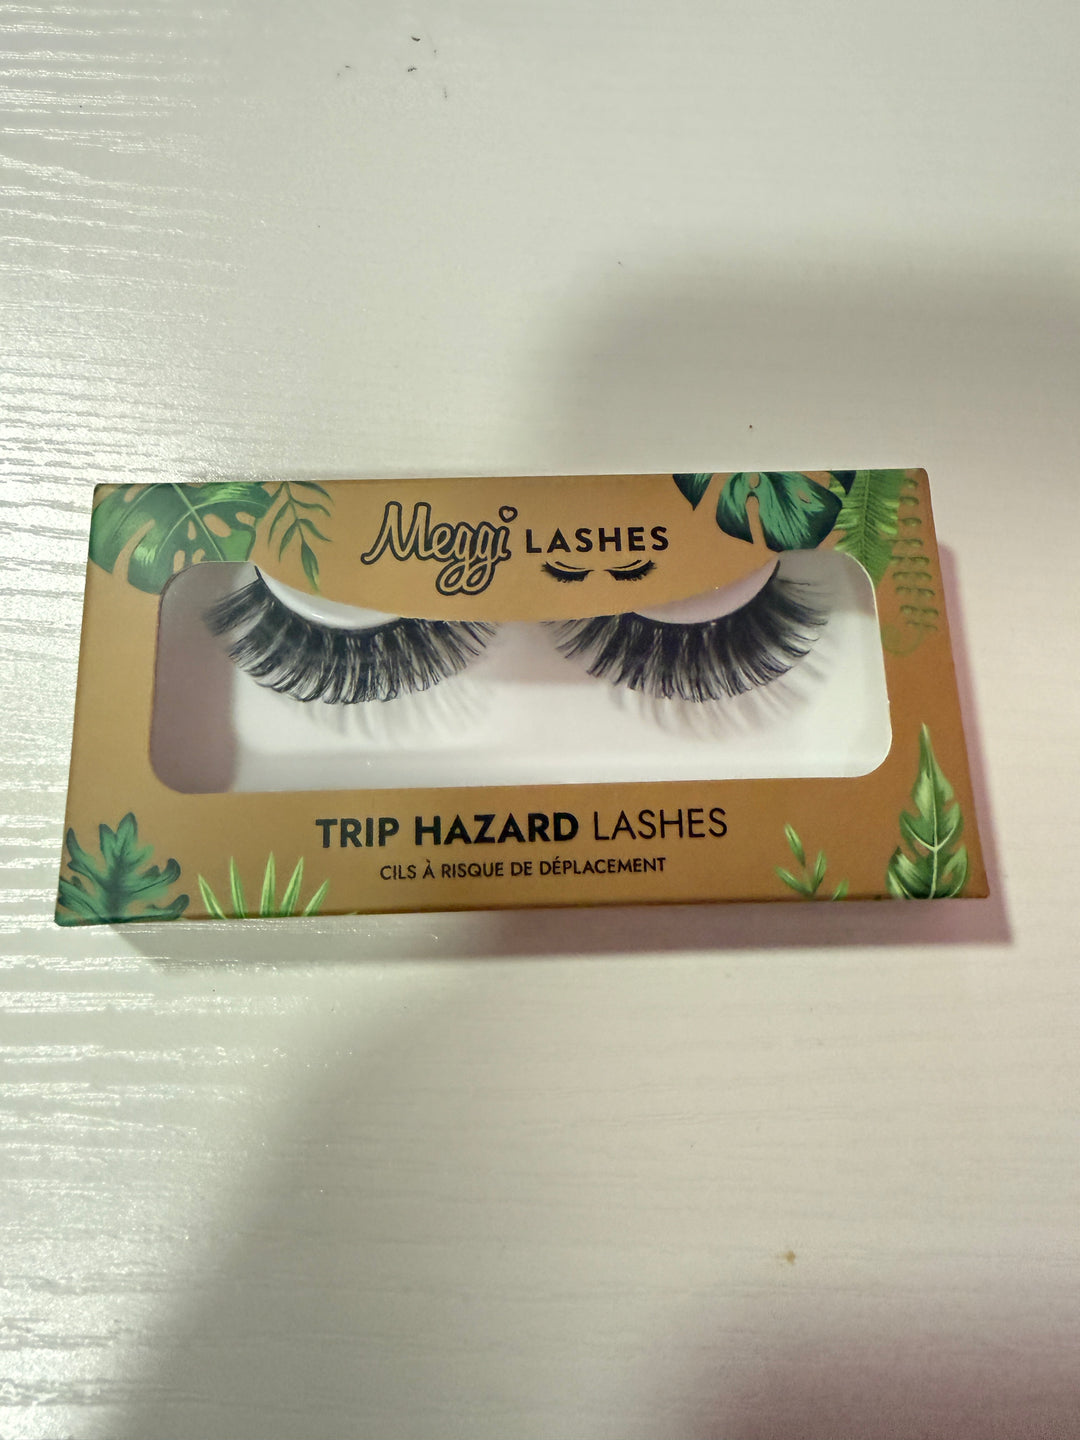 Meggi LASHES
TRIP HAZARD LASHES
CILS À RISQUE DE DÉPLACEMENT